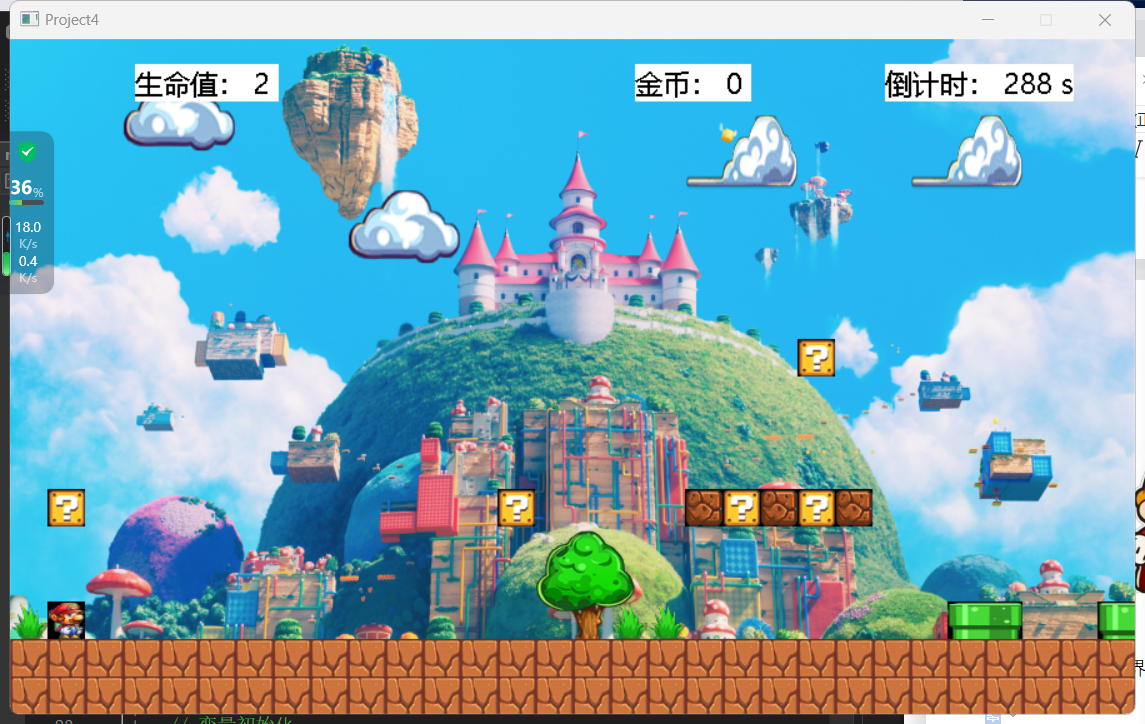 Project4
生命值： 2
金币： 0
倒计时： 288 s
36%
18.0
K/s
0.4
K/s
?
?
?
? ?
// 变量初始化